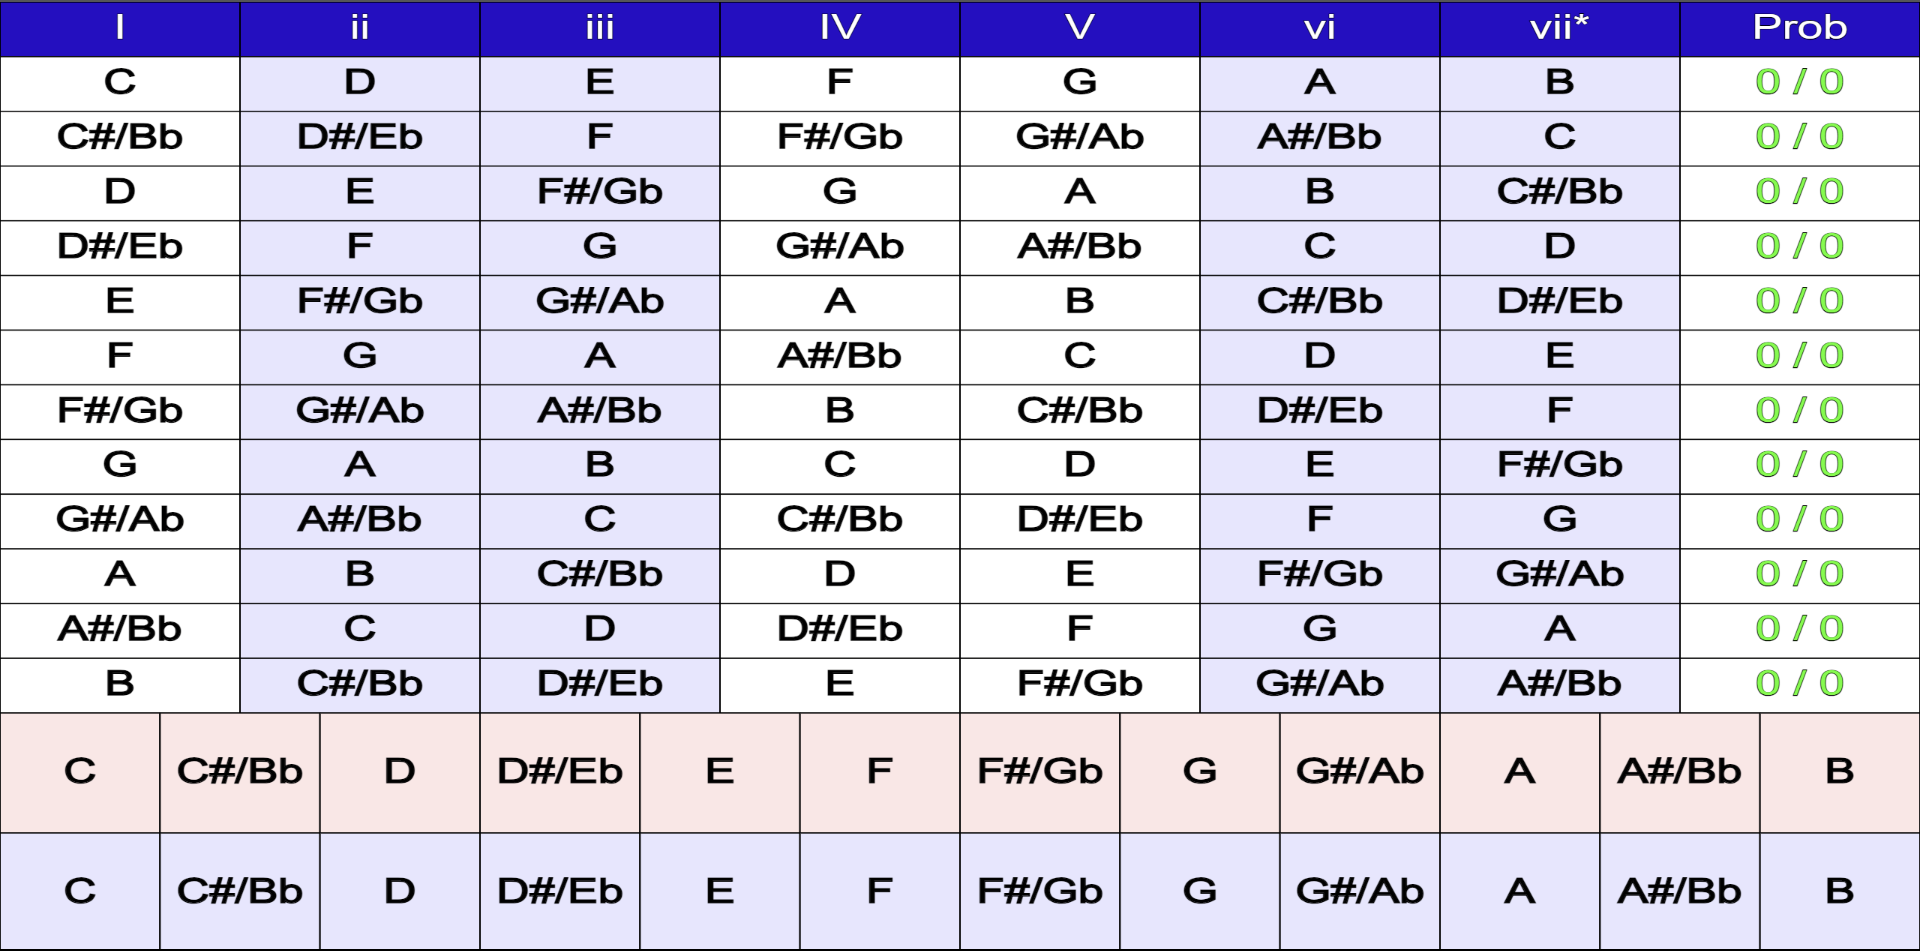 I ii iii IV V vi vii* Prob
C D E F G A B 0 / 0
C#/Bb D#/Eb F F#/Gb G#/Ab A#/Bb C 0 / 0
D E F#/Gb G A B C#/Bb 0 / 0
D#/Eb F G G#/Ab A#/Bb C D 0 / 0
E F#/Gb G#/Ab A B C#/Bb D#/Eb 0 / 0
F G A A#/Bb C D E 0 / 0
F#/Gb G#/Ab A#/Bb B C#/Bb D#/Eb F 0 / 0
G A B C D E F#/Gb 0 / 0
G#/Ab A#/Bb C C#/Bb D#/Eb F G 0 / 0
A B C#/Bb D E F#/Gb G#/Ab 0 / 0
A#/Bb C D D#/Eb F G A 0 / 0
B C#/Bb D#/Eb E F#/Gb G#/Ab A#/Bb 0 / 0
C C#/Bb D D#/Eb E F F#/Gb G G#/Ab A A#/Bb B
C C#/Bb D D#/Eb E F F#/Gb G G#/Ab A A#/Bb B